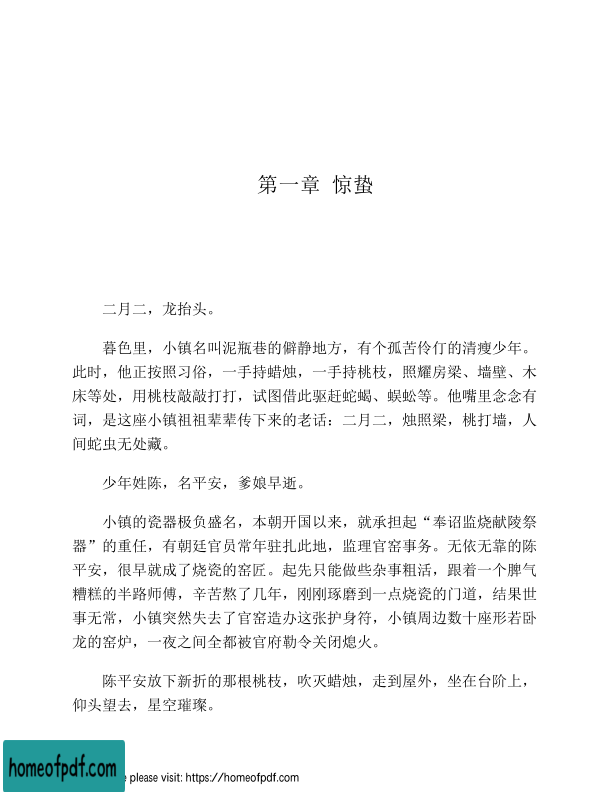 第一章 惊蛰
二月二，龙抬头。
暮色里，小镇名叫泥瓶巷的僻静地方，有个孤苦伶仃的清瘦少年。
此时，他正按照习俗，一手持蜡烛，一手持桃枝，照耀房梁、墙壁、木
床等处，用桃枝敲敲打打，试图借此驱赶蛇蝎、蜈蚣等。他嘴里念念有
词，是这座小镇祖祖辈辈传下来的老话：二月二，烛照梁，桃打墙，人
间蛇虫无处藏。
少年姓陈，名平安，爹娘早逝。
小镇的瓷器极负盛名，本朝开国以来，就承担起“奉诏监烧献陵祭
器”的重任，有朝廷官员常年驻扎此地，监理官窑事务。无依无靠的陈
平安，很早就成了烧瓷的窑匠。起先只能做些杂事粗活，跟着一个脾气
糟糕的半路师傅，辛苦熬了几年，刚刚琢磨到一点烧瓷的门道，结果世
事无常，小镇突然失去了官窑造办这张护身符，小镇周边数十座形若卧
龙的窑炉，一夜之间全都被官府勒令关闭熄火。
陈平安放下新折的那根桃枝，吹灭蜡烛，走到屋外，坐在台阶上，
仰头望去，星空璀璨。
homeofpdf.com
e please visit: https://homeofpdf.com